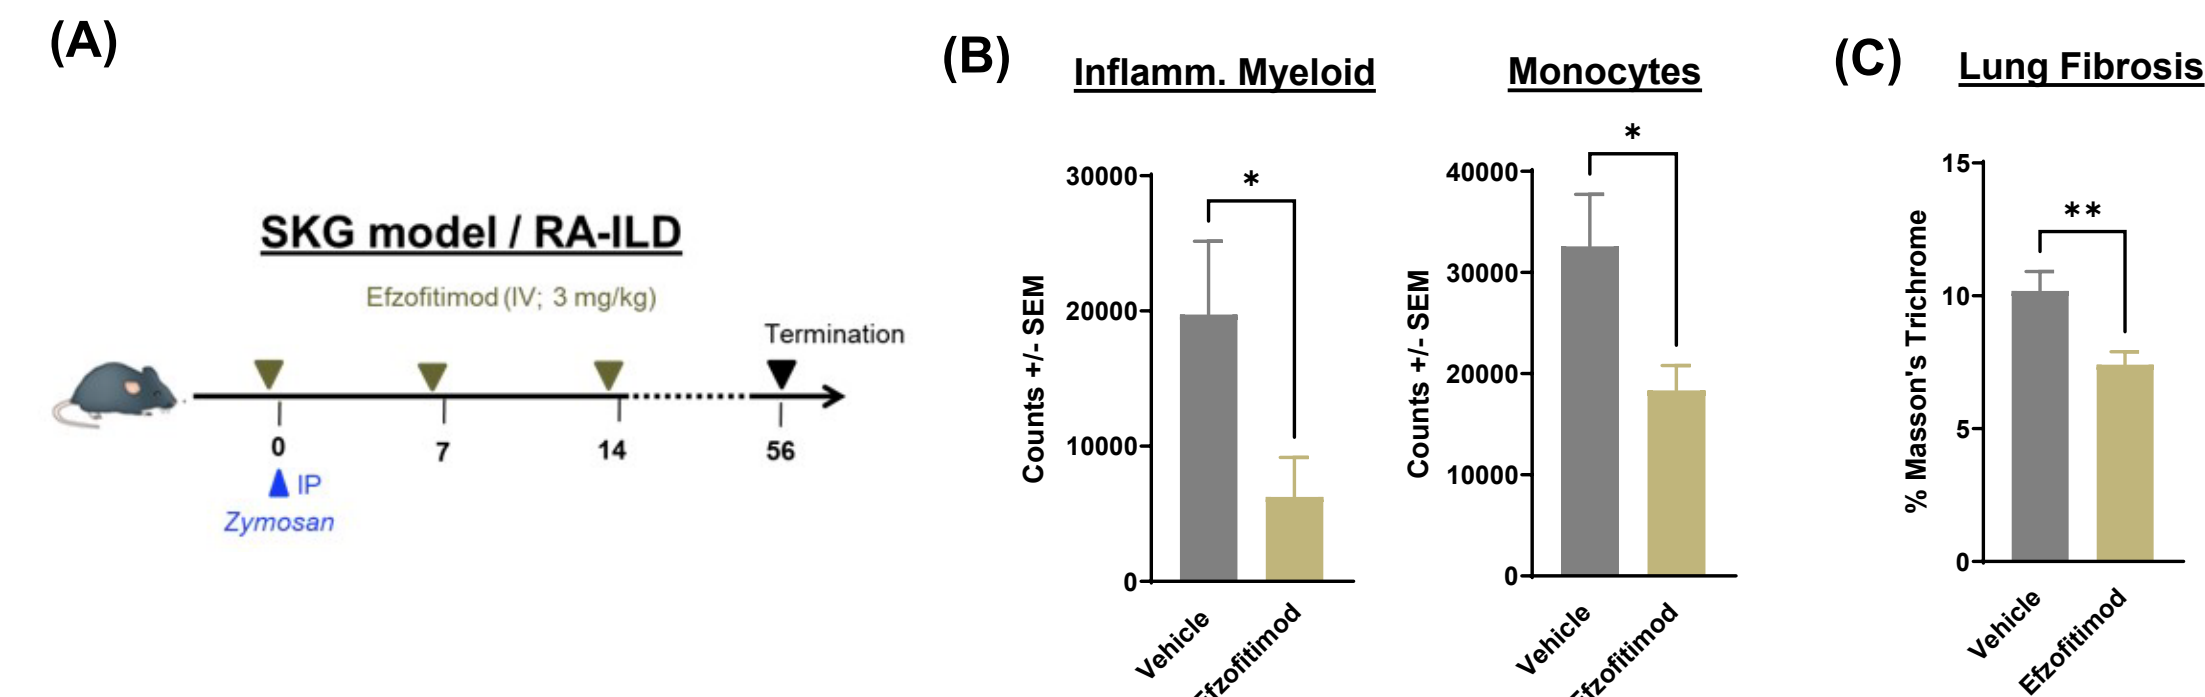 (A)
SKG model / RA-ILD
Efzofitimod (IV; 3 mg/kg)
Termination
0
7
14
56
IP
Zymosan
(B)
Inflamm. Myeloid
*
Counts +/- SEM
30000
20000
10000
0
Vehicle
Efzofitimod
Monocytes
*
Counts +/- SEM
40000
30000
20000
10000
0
Vehicle
Efzofitimod
(C)
Lung Fibrosis
**
% Masson's Trichrome
15
10
5
0
Vehicle
Efzofitimod